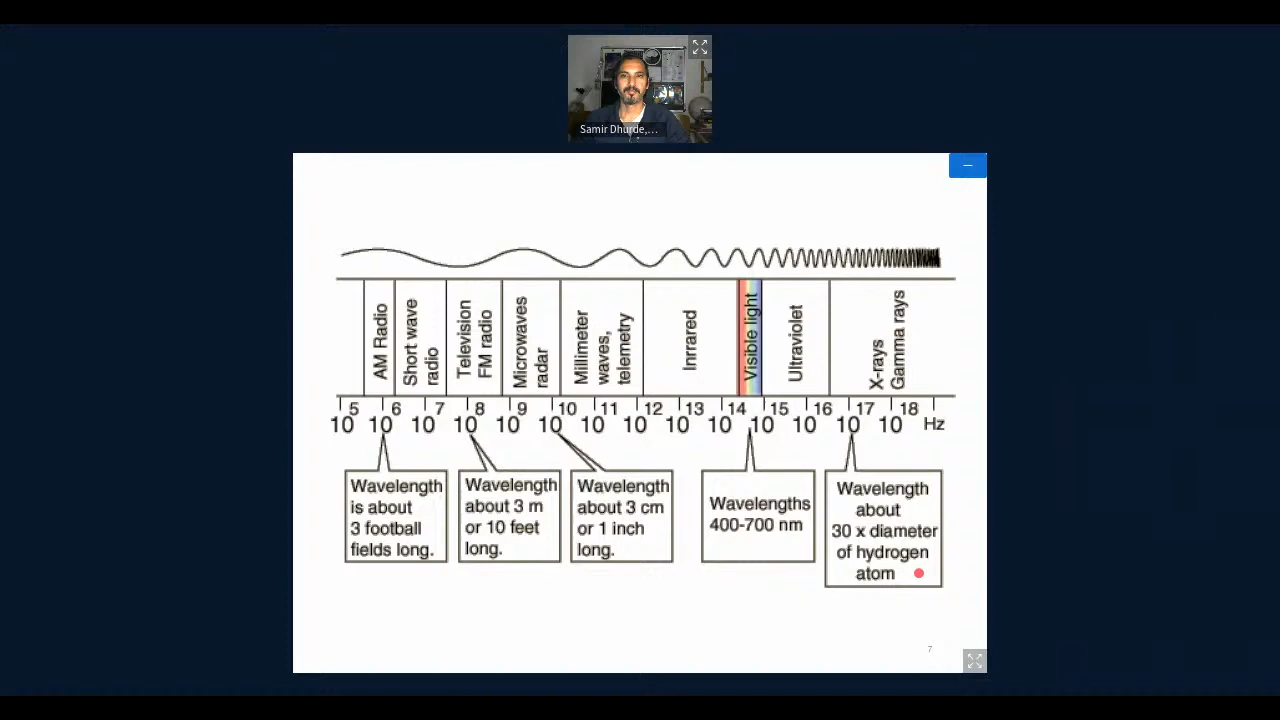 Samir Dhurde,...
AM Radio
Short wave
radio
Television
FM radio
Microwaves
radar
Millimeter
waves,
telemetry
Inrrared
Visible light
Ultraviolet
X-rays
Gamma rays
10^5 10^6 10^7 10^8 10^9 10^10 10^11 10^12 10^13 10^14 10^15 10^16 10^17 10^18 Hz
Wavelength
is about
3 football
fields long.
Wavelength
about 3 m
or 10 feet
long.
Wavelength
about 3 cm
or 1 inch
long.
Wavelengths
400-700 nm
Wavelength
about
30 x diameter
of hydrogen
atom
7